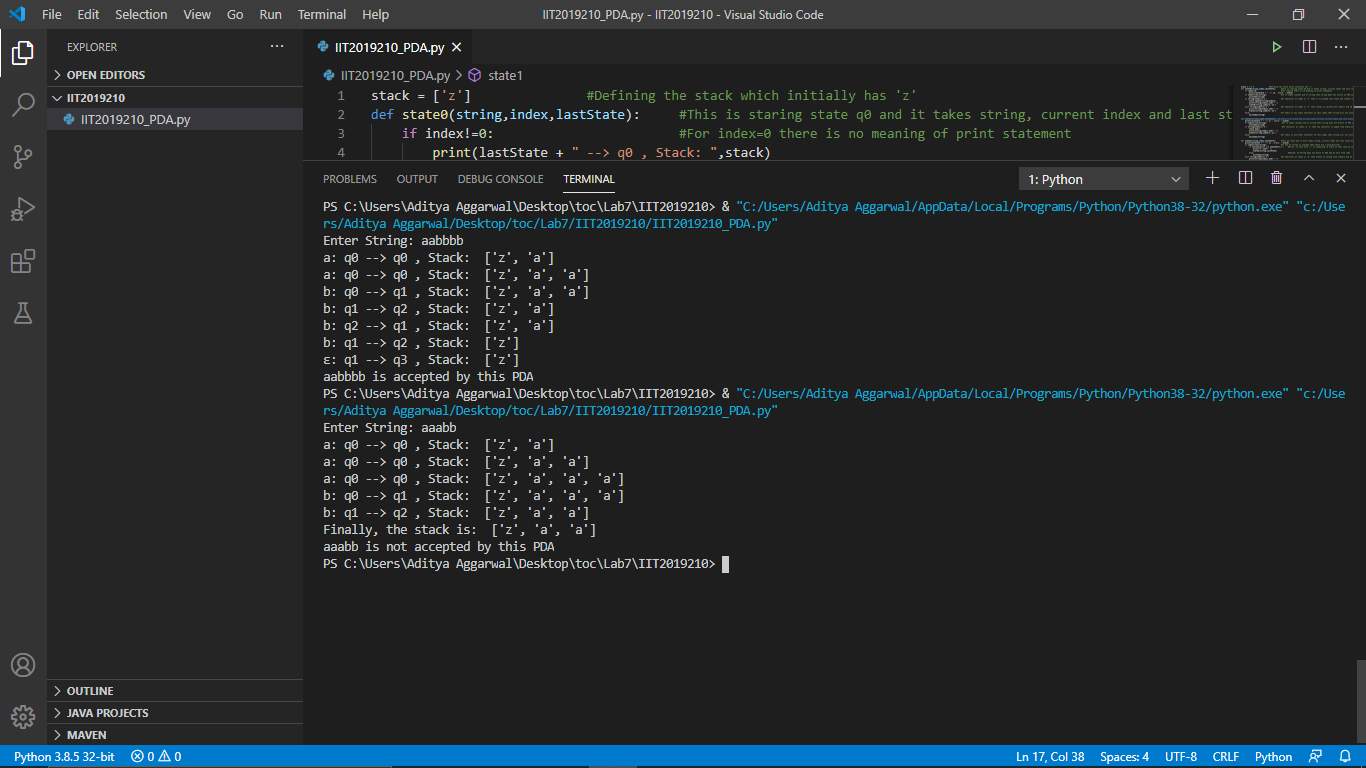 File Edit Selection View Go Run Terminal Help IIT2019210_PDA.py - IIT2019210 - Visual Studio Code
EXPLORER ···
OPEN EDITORS
IIT2019210
IIT2019210_PDA.py
IIT2019210_PDA.py
IIT2019210_PDA.py > state1
1 stack = ['z'] #Defining the stack which initially has 'z'
2 def state0(string,index,lastState): #This is staring state q0 and it takes string, current index and last st
3 if index!=0: #For index=0 there is no meaning of print statement
4 print(lastState + " --> q0 , Stack: ",stack)
PROBLEMS OUTPUT DEBUG CONSOLE TERMINAL 1: Python
PS C:\Users\Aditya Aggarwal\Desktop\toc\Lab7\IIT2019210> & "C:/Users/Aditya Aggarwal/AppData/Local/Programs/Python/Python38-32/python.exe" "c:/Use
rs/Aditya Aggarwal/Desktop/toc/Lab7/IIT2019210/IIT2019210_PDA.py"
Enter String: aabbbb
a: q0 --> q0 , Stack:  ['z', 'a']
a: q0 --> q0 , Stack:  ['z', 'a', 'a']
b: q0 --> q1 , Stack:  ['z', 'a', 'a']
b: q1 --> q2 , Stack:  ['z', 'a']
b: q2 --> q1 , Stack:  ['z', 'a']
b: q1 --> q2 , Stack:  ['z']
ε: q1 --> q3 , Stack:  ['z']
aabbbb is accepted by this PDA
PS C:\Users\Aditya Aggarwal\Desktop\toc\Lab7\IIT2019210> & "C:/Users/Aditya Aggarwal/AppData/Local/Programs/Python/Python38-32/python.exe" "c:/Use
rs/Aditya Aggarwal/Desktop/toc/Lab7/IIT2019210/IIT2019210_PDA.py"
Enter String: aaabb
a: q0 --> q0 , Stack:  ['z', 'a']
a: q0 --> q0 , Stack:  ['z', 'a', 'a']
a: q0 --> q0 , Stack:  ['z', 'a', 'a', 'a']
b: q0 --> q1 , Stack:  ['z', 'a', 'a', 'a']
b: q1 --> q2 , Stack:  ['z', 'a', 'a']
Finally, the stack is:  ['z', 'a', 'a']
aaabb is not accepted by this PDA
PS C:\Users\Aditya Aggarwal\Desktop\toc\Lab7\IIT2019210>
OUTLINE
JAVA PROJECTS
MAVEN
Python 3.8.5 32-bit 0 0 Ln 17, Col 38 Spaces: 4 UTF-8 CRLF Python